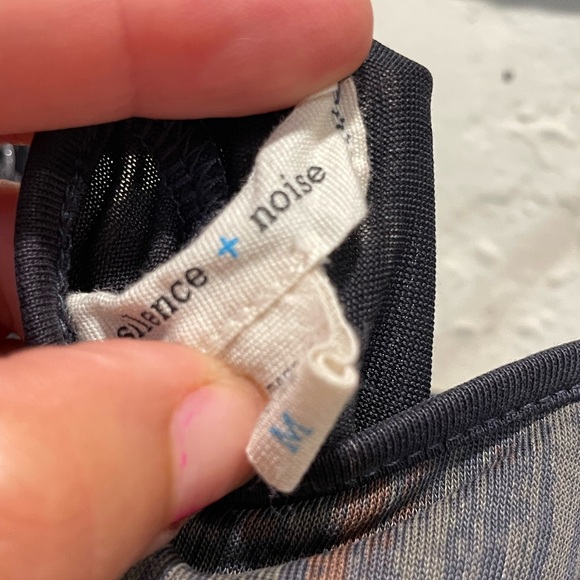 silence + noise
M